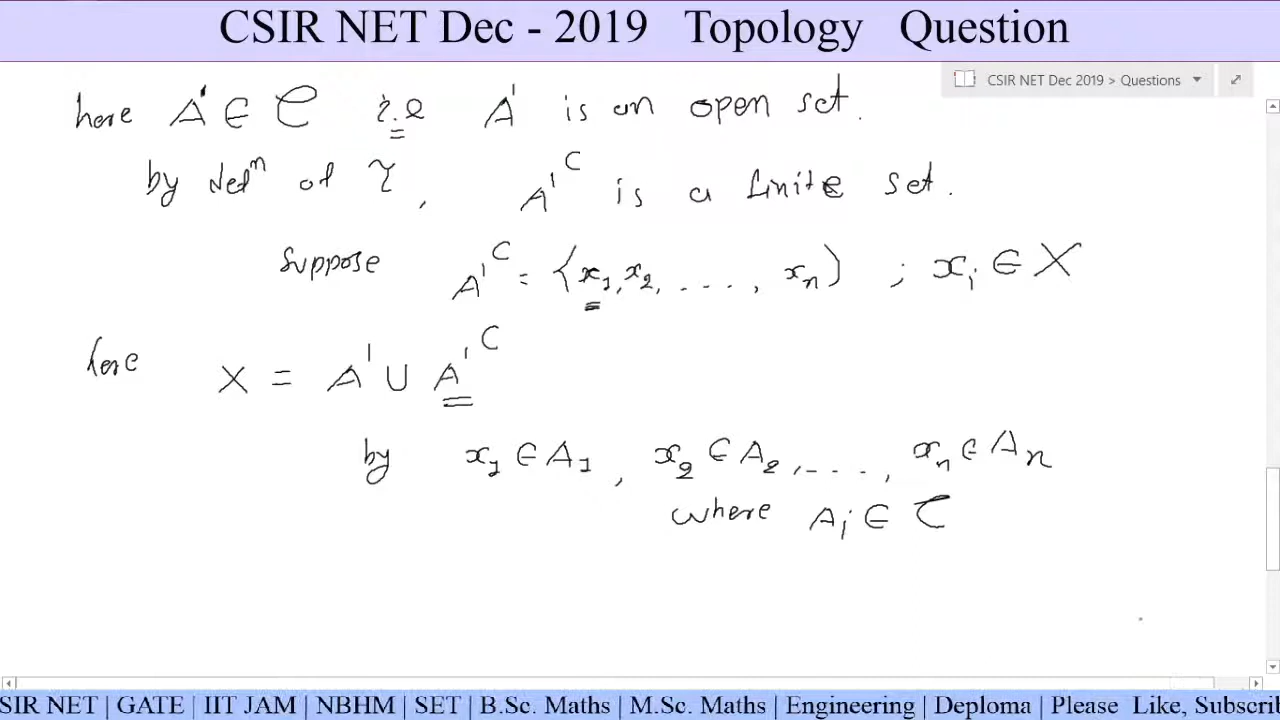 CSIR NET Dec - 2019 Topology Question
CSIR NET Dec 2019 > Questions
here A' ∈ C i.e A' is an open set.
by defⁿ of τ, A'^C is a finite set.
Suppose A'^C = {x₁, x₂, ...., xₙ} ; xᵢ ∈ X
here X = A' ∪ A'^C
by x₁ ∈ A₁, x₂ ∈ A₂, ...., xₙ ∈ Aₙ
where Aᵢ ∈ C
SIR NET | GATE | IIT JAM | NBHM | SET | B.Sc. Maths | M.Sc. Maths | Engineering | Deploma | Please Like, Subscri